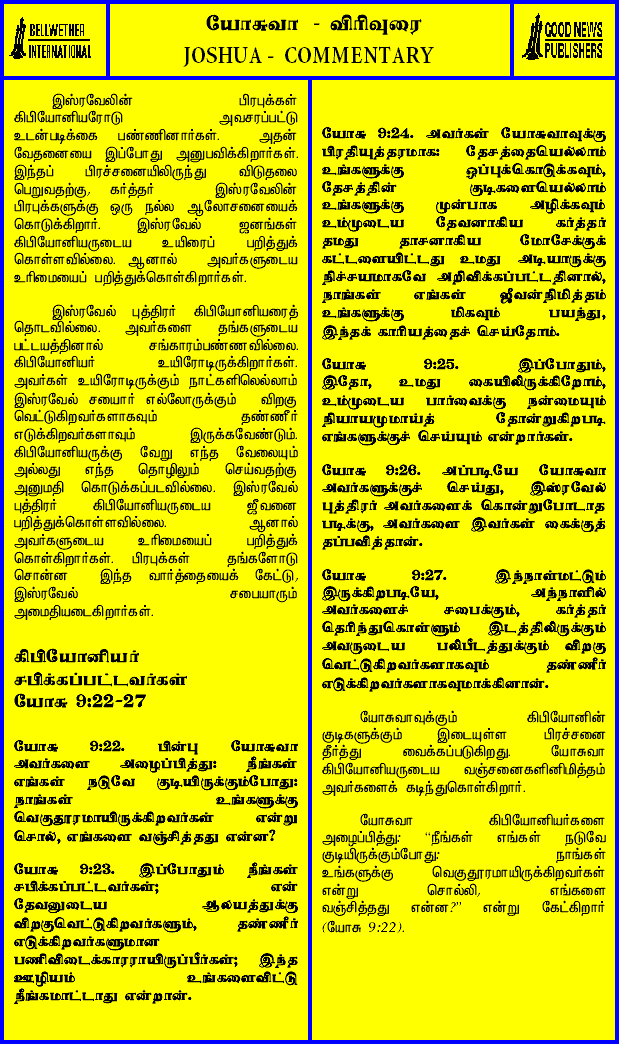 BELLWETHER
INTERNATIONAL
யோசுவா - விரிவுரை
JOSHUA - COMMENTARY
GOOD NEWS
PUBLISHERS
இஸ்ரவேலின் பிரபுக்கள்
கிபியோனியரோடு அவசரப்பட்டு
உடன்படிக்கை பண்ணினார்கள். அதன்
வேதனையை இப்போது அனுபவிக்கிறார்கள்.
இந்தப் பிரச்சனையிலிருந்து விடுதலை
பெறுவதற்கு, கர்த்தர் இஸ்ரவேலின்
பிரபுக்களுக்கு ஒரு நல்ல ஆலோசனையைக்
கொடுக்கிறார். இஸ்ரவேல் ஜனங்கள்
கிபியோனியருடைய உயிரைப் பறித்துக்
கொள்ளவில்லை. ஆனால் அவர்களுடைய
உரிமையைப் பறித்துக்கொள்கிறார்கள்.
இஸ்ரவேல் புத்திரர் கிபியோனியரைத்
தொடவில்லை. அவர்களை தங்களுடைய
பட்டயத்தினால் சங்காரம்பண்ணவில்லை.
கிபியோனியர் உயிரோடிருக்கிறார்கள்.
அவர்கள் உயிரோடிருக்கும் நாட்களிலெல்லாம்
இஸ்ரவேல் சபையார் எல்லோருக்கும் விறகு
வெட்டுகிறவர்களாகவும் தண்ணீர்
எடுக்கிறவர்களாவும் இருக்கவேண்டும்.
கிபியோனியருக்கு வேறு எந்த வேலையும்
அல்லது எந்த தொழிலும் செய்வதற்கு
அனுமதி கொடுக்கப்படவில்லை. இஸ்ரவேல்
புத்திரர் கிபியோனியருடைய ஜீவனை
பறித்துக்கொள்ளவில்லை. ஆனால்
அவர்களுடைய உரிமையைப் பறித்துக்
கொள்கிறார்கள். பிரபுக்கள் தங்களோடு
சொன்ன இந்த வார்த்தையைக் கேட்டு,
இஸ்ரவேல் சபையாரும்
அமைதியடைகிறார்கள்.
கிபியோனியர்
சபிக்கப்பட்டவர்கள்
யோசு 9:22-27
யோசு 9:22. பின்பு யோசுவா
அவர்களை அழைப்பித்து: நீங்கள்
எங்கள் நடுவே குடியிருக்கும்போது:
நாங்கள் உங்களுக்கு
வெகுதூரமாயிருக்கிறவர்கள் என்று
சொல், எங்களை வஞ்சித்தது என்ன?
யோசு 9:23. இப்போதும் நீங்கள்
சபிக்கப்பட்டவர்கள்; என்
தேவனுடைய ஆலயத்துக்கு
விறகுவெட்டுகிறவர்களும், தண்ணீர்
எடுக்கிறவர்களுமான
பணிவிடைக்காரராயிருப்பீர்கள்; இந்த
ஊழியம் உங்களைவிட்டு
நீங்கமாட்டாது என்றான்.
யோசு 9:24. அவர்கள் யோசுவாவுக்கு
பிரதியுத்தரமாக: தேசத்தையெல்லாம்
உங்களுக்கு ஒப்புக்கொடுக்கவும்,
தேசத்தின் குடிகளையெல்லாம்
உங்களுக்கு முன்பாக அழிக்கவும்
உம்முடைய தேவனாகிய கர்த்தர்
தமது தாசனாகிய மோசேக்குக்
கட்டளையிட்டது உமது அடியாருக்கு
நிச்சயமாகவே அறிவிக்கப்பட்டதினால்,
நாங்கள் எங்கள் ஜீவன்நிமித்தம்
உங்களுக்கு மிகவும் பயந்து,
இந்தக் காரியத்தைச் செய்தோம்.
யோசு 9:25. இப்போதும்,
இதோ, உமது கையிலிருக்கிறோம்,
உம்முடைய பார்வைக்கு நன்மையும்
நியாயமுமாய்த் தோன்றுகிறபடி
எங்களுக்குச் செய்யும் என்றார்கள்.
யோசு 9:26. அப்படியே யோசுவா
அவர்களுக்குச் செய்து, இஸ்ரவேல்
புத்திரர் அவர்களைக் கொன்றுபோடாத
படிக்கு, அவர்களை இவர்கள் கைக்குத்
தப்பவித்தான்.
யோசு 9:27. இந்நாள்மட்டும்
இருக்கிறபடியே, அந்நாளில்
அவர்களைச் சபைக்கும், கர்த்தர்
தெரிந்துகொள்ளும் இடத்திலிருக்கும்
அவருடைய பலிபீடத்துக்கும் விறகு
வெட்டுகிறவர்களாகவும் தண்ணீர்
எடுக்கிறவர்களாகவுமாக்கினான்.
யோசுவாவுக்கும் கிபியோனின்
குடிகளுக்கும் இடையுள்ள பிரச்சனை
தீர்த்து வைக்கப்படுகிறது. யோசுவா
கிபியோனியருடைய வஞ்சனைகளினிமித்தம்
அவர்களைக் கடிந்துகொள்கிறார்.
யோசுவா கிபியோனியர்களை
அழைப்பித்து: “நீங்கள் எங்கள் நடுவே
குடியிருக்கும்போது: நாங்கள்
உங்களுக்கு வெகுதூரமாயிருக்கிறவர்கள்
என்று சொல்லி, எங்களை
வஞ்சித்தது என்ன?” என்று கேட்கிறார்
(யோசு 9:22).